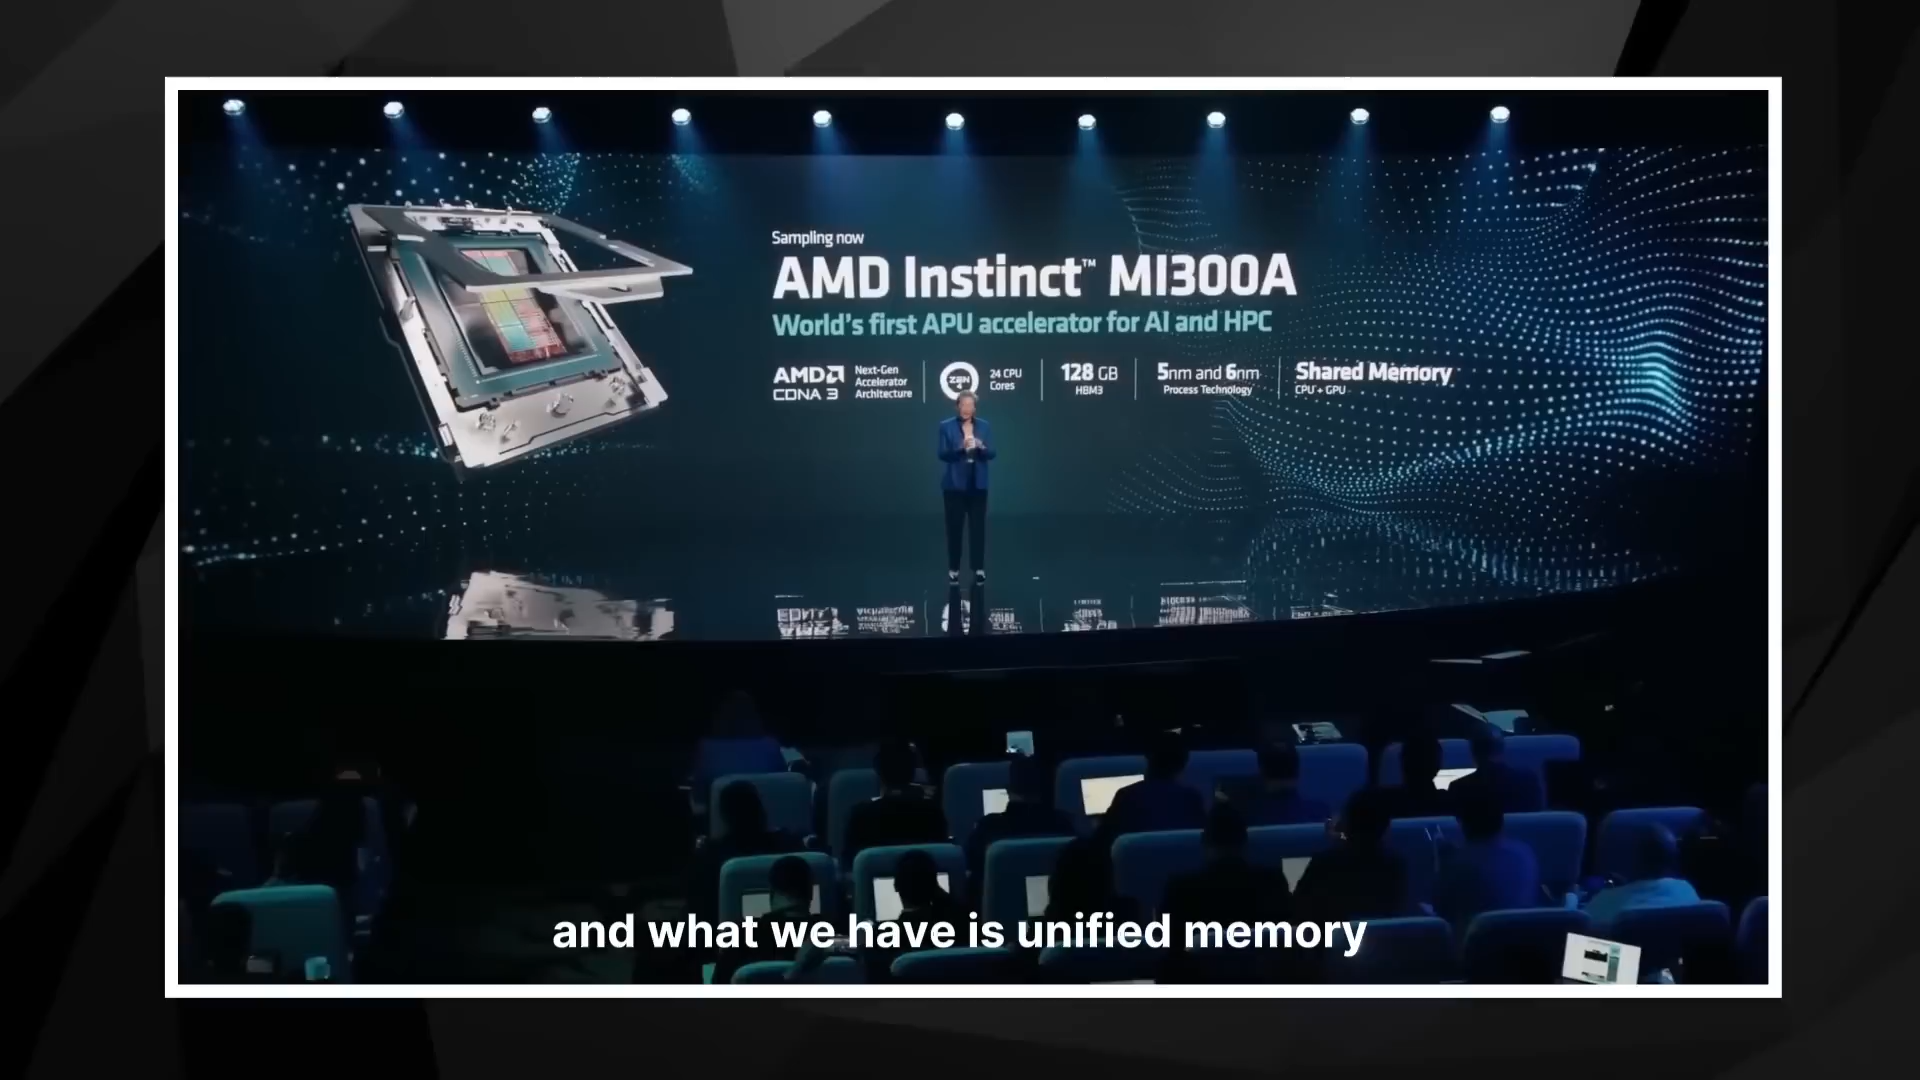 Sampling now
AMD Instinct™ MI300A
World's first APU accelerator for AI and HPC
AMD
CDNA 3
Next-Gen
Accelerator
Architecture
ZEN
4
24 CPU
Cores
128 GB
HBM3
5nm and 6nm
Process Technology
Shared Memory
CPU + GPU
and what we have is unified memory